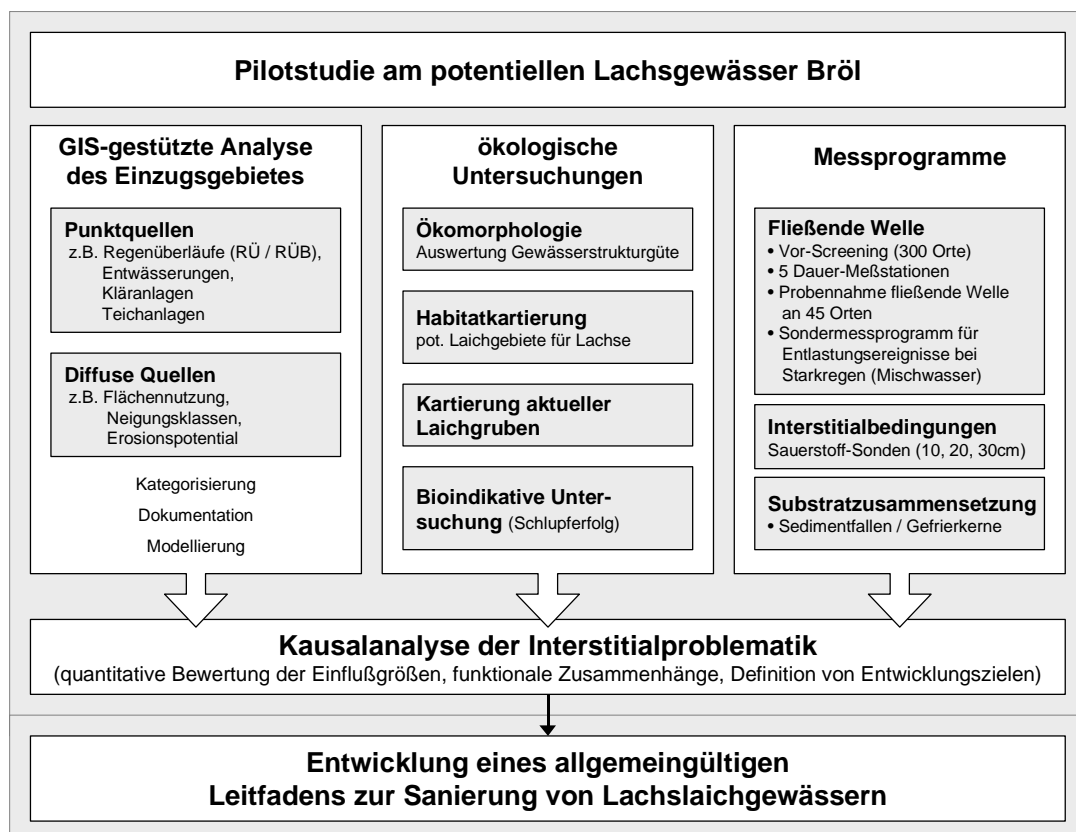 Pilotstudie am potentiellen Lachsgewässer Bröl
GIS-gestützte Analyse
des Einzugsgebietes
Punktquellen
z.B. Regenüberläufe (RÜ / RÜB),
Entwässerungen,
Kläranlagen
Teichanlagen
Diffuse Quellen
z.B. Flächennutzung,
Neigungsklassen,
Erosionspotential
Kategorisierung
Dokumentation
Modellierung
ökologische
Untersuchungen
Ökomorphologie
Auswertung Gewässerstrukturgüte
Habitatkartierung
pot. Laichgebiete für Lachse
Kartierung aktueller
Laichgruben
Bioindikative Unter-
suchung (Schlupferfolg)
Messprogramme
Fließende Welle
• Vor-Screening (300 Orte)
• 5 Dauer-Meßstationen
• Probennahme fließende Welle
an 45 Orten
• Sondermessprogramm für
Entlastungsereignisse bei
Starkregen (Mischwasser)
Interstitialbedingungen
Sauerstoff-Sonden (10, 20, 30cm)
Substratzusammensetzung
• Sedimentfallen / Gefrierkerne
Kausalanalyse der Interstitialproblematik
(quantitative Bewertung der Einflußgrößen, funktionale Zusammenhänge, Definition von Entwicklungszielen)
Entwicklung eines allgemeingültigen
Leitfadens zur Sanierung von Lachslaichgewässern